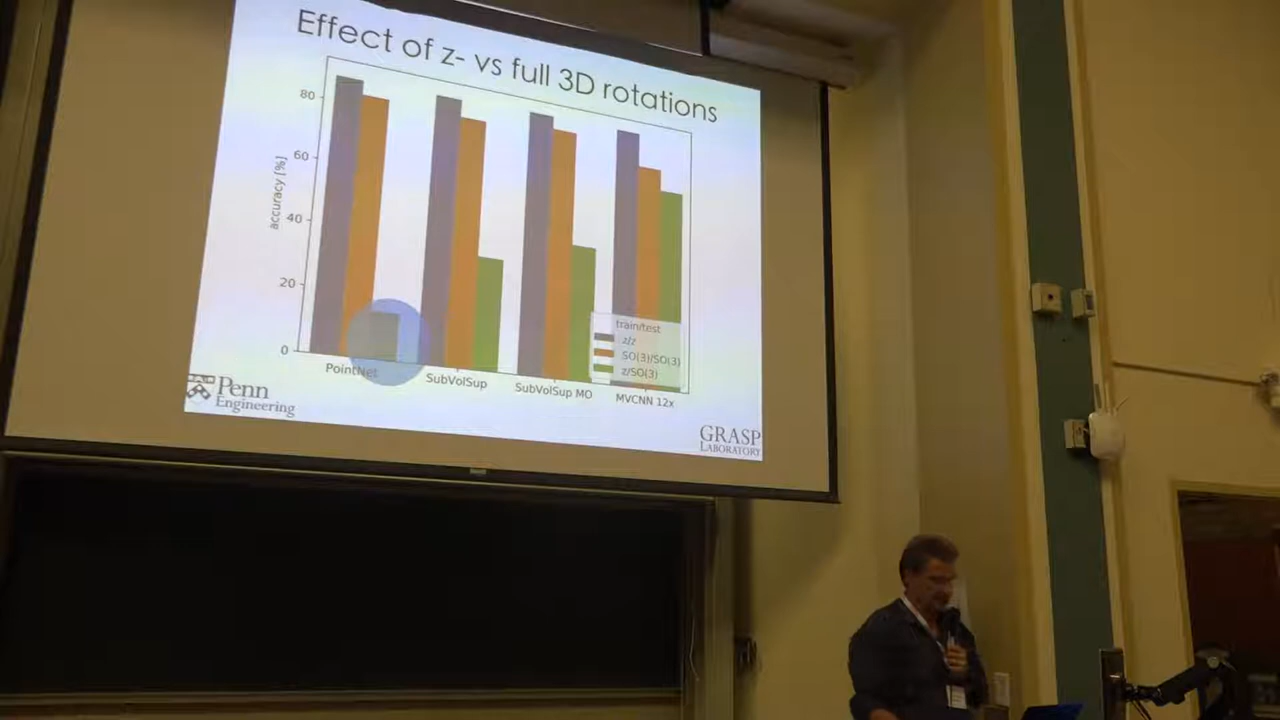 Effect of z- vs full 3D rotations
80
60
40
20
0
accuracy [%]
PointNet
SubVolSup
SubVolSup MO
MVCNN 12x
train/test
z/z
SO(3)/SO(3)
z/SO(3)
Penn
Engineering
GRASP
LABORATORY